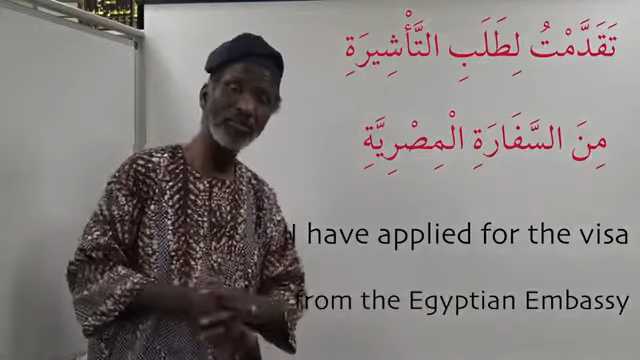 تَقَدَّمْتُ لِطَلَبِ التَّأْشِيرَةِ
مِنَ السَّفَارَةِ الْمِصْرِيَّةِ
I have applied for the visa
from the Egyptian Embassy